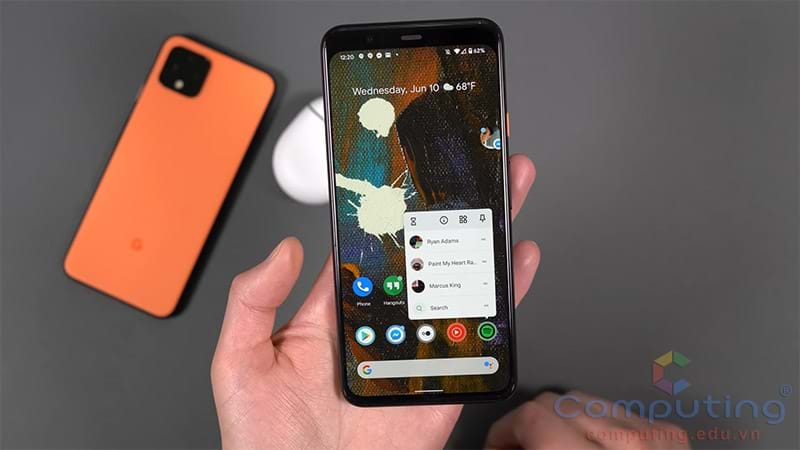 12:20
62%
Wednesday, Jun 10 68°F
Ryan Adams
Paint My Heart Ra...
Marcus King
Search
Phone
Hangouts
G
G
Computing®
computing.edu.vn